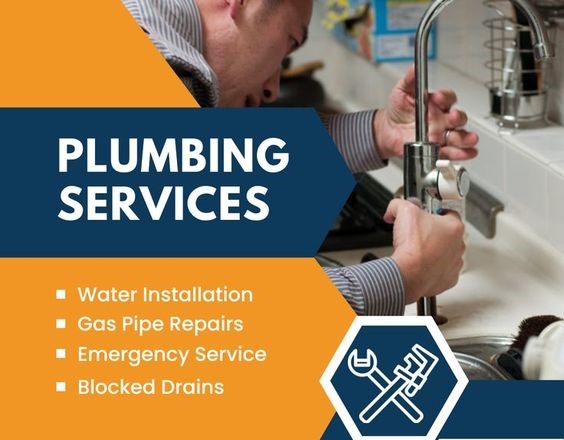 PLUMBING
SERVICES
Water Installation
Gas Pipe Repairs
Emergency Service
Blocked Drains